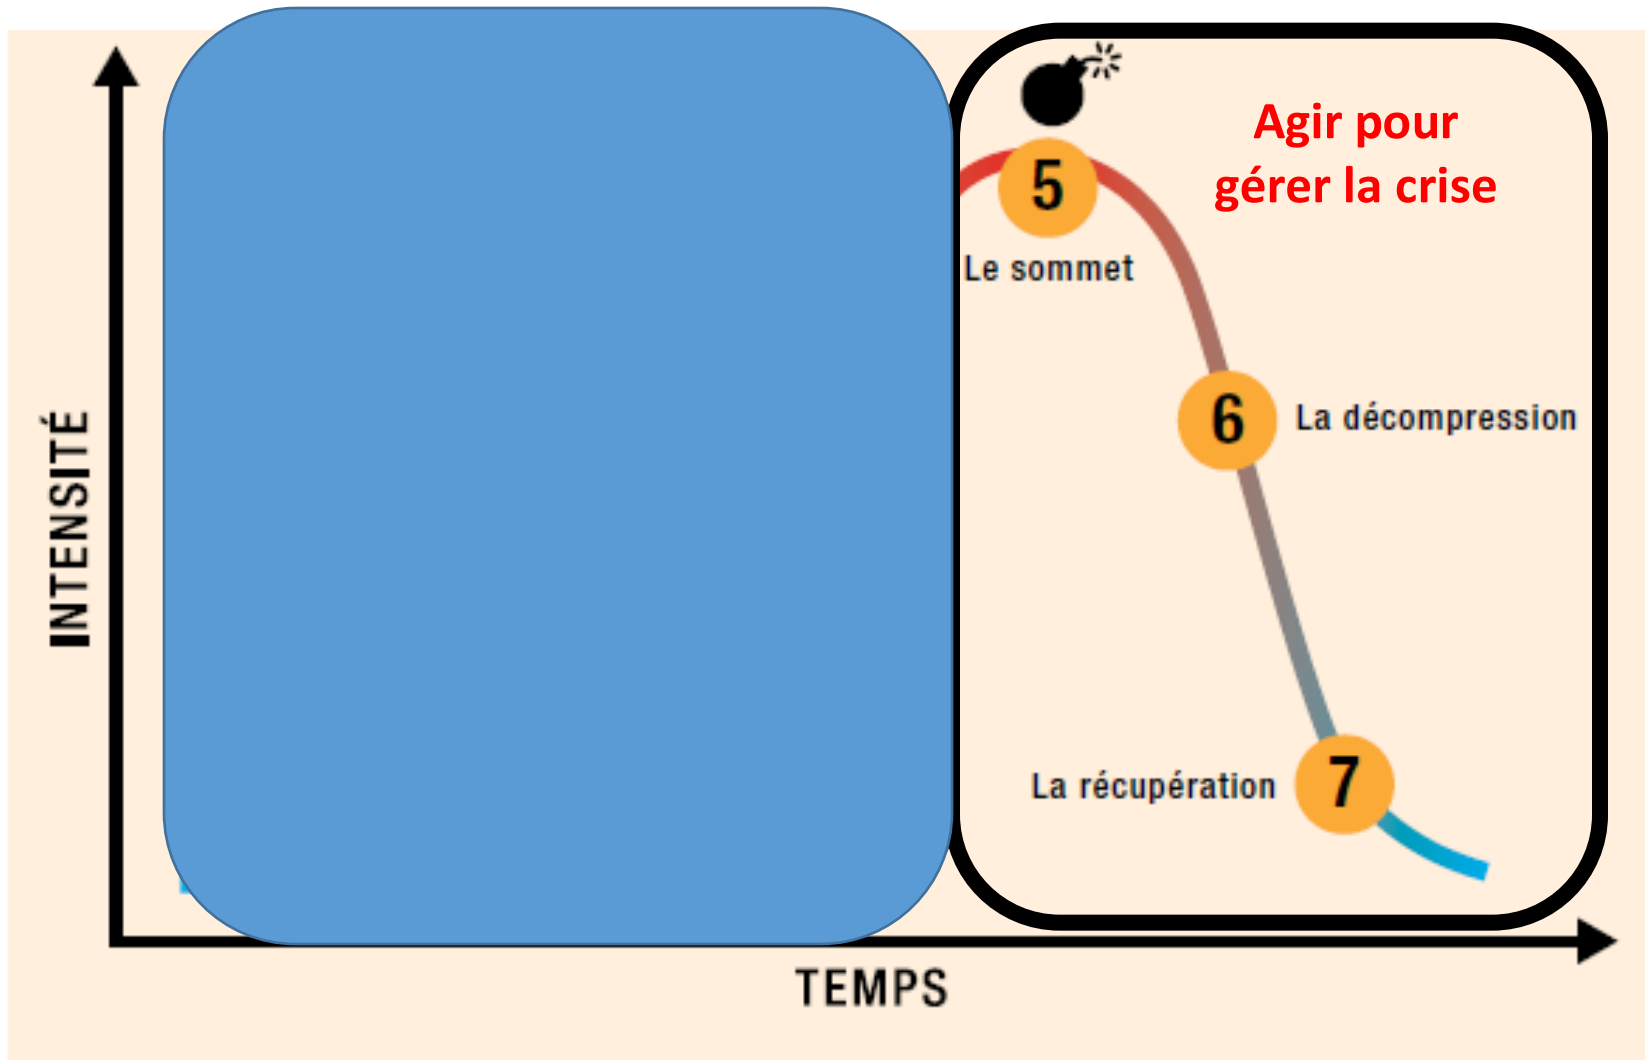 Agir pour
gérer la crise
5
Le sommet
6
La décompression
La récupération
7
INTENSITÉ
TEMPS